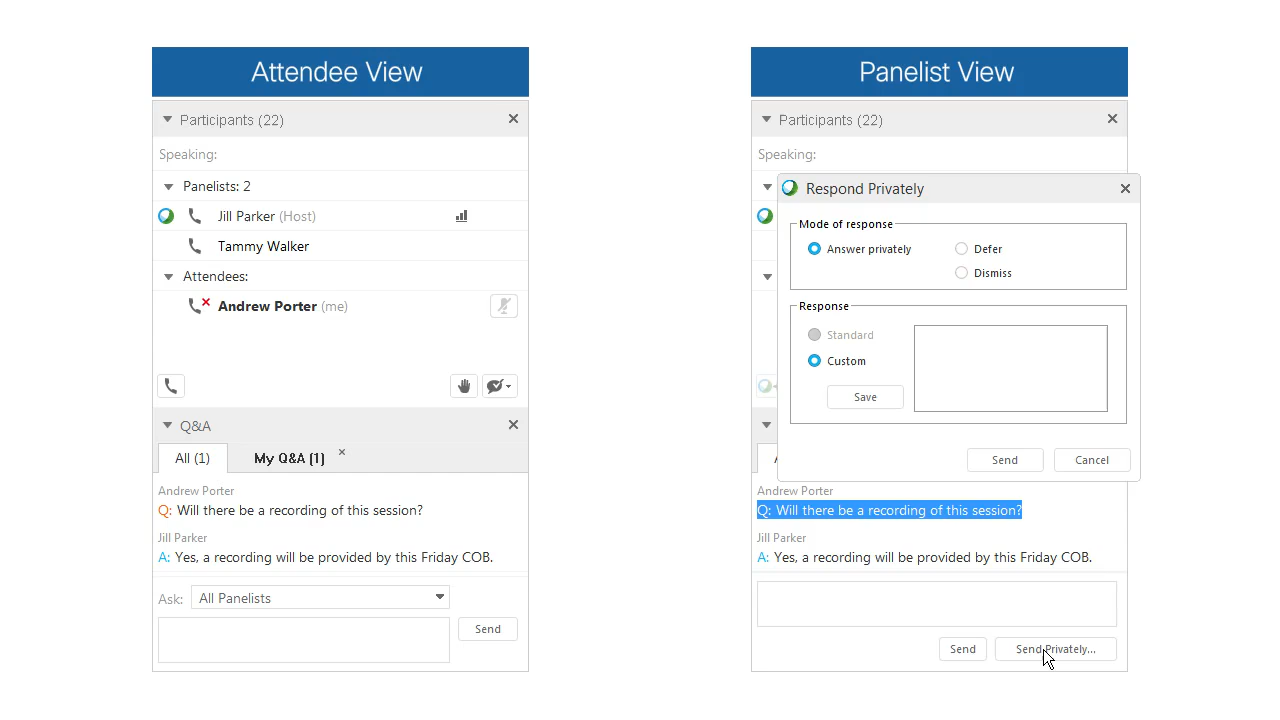 Attendee View
Participants (22)
Speaking:
Panelists: 2
Jill Parker (Host)
Tammy Walker
Attendees:
Andrew Porter (me)
Q&A
All (1)
My Q&A (1)
Andrew Porter
Q: Will there be a recording of this session?
Jill Parker
A: Yes, a recording will be provided by this Friday COB.
Ask:
All Panelists
Send
Panelist View
Participants (22)
Speaking:
Respond Privately
Mode of response
Answer privately
Defer
Dismiss
Response
Standard
Custom
Save
Send
Cancel
Andrew Porter
Q: Will there be a recording of this session?
Jill Parker
A: Yes, a recording will be provided by this Friday COB.
Send
Send Privately...